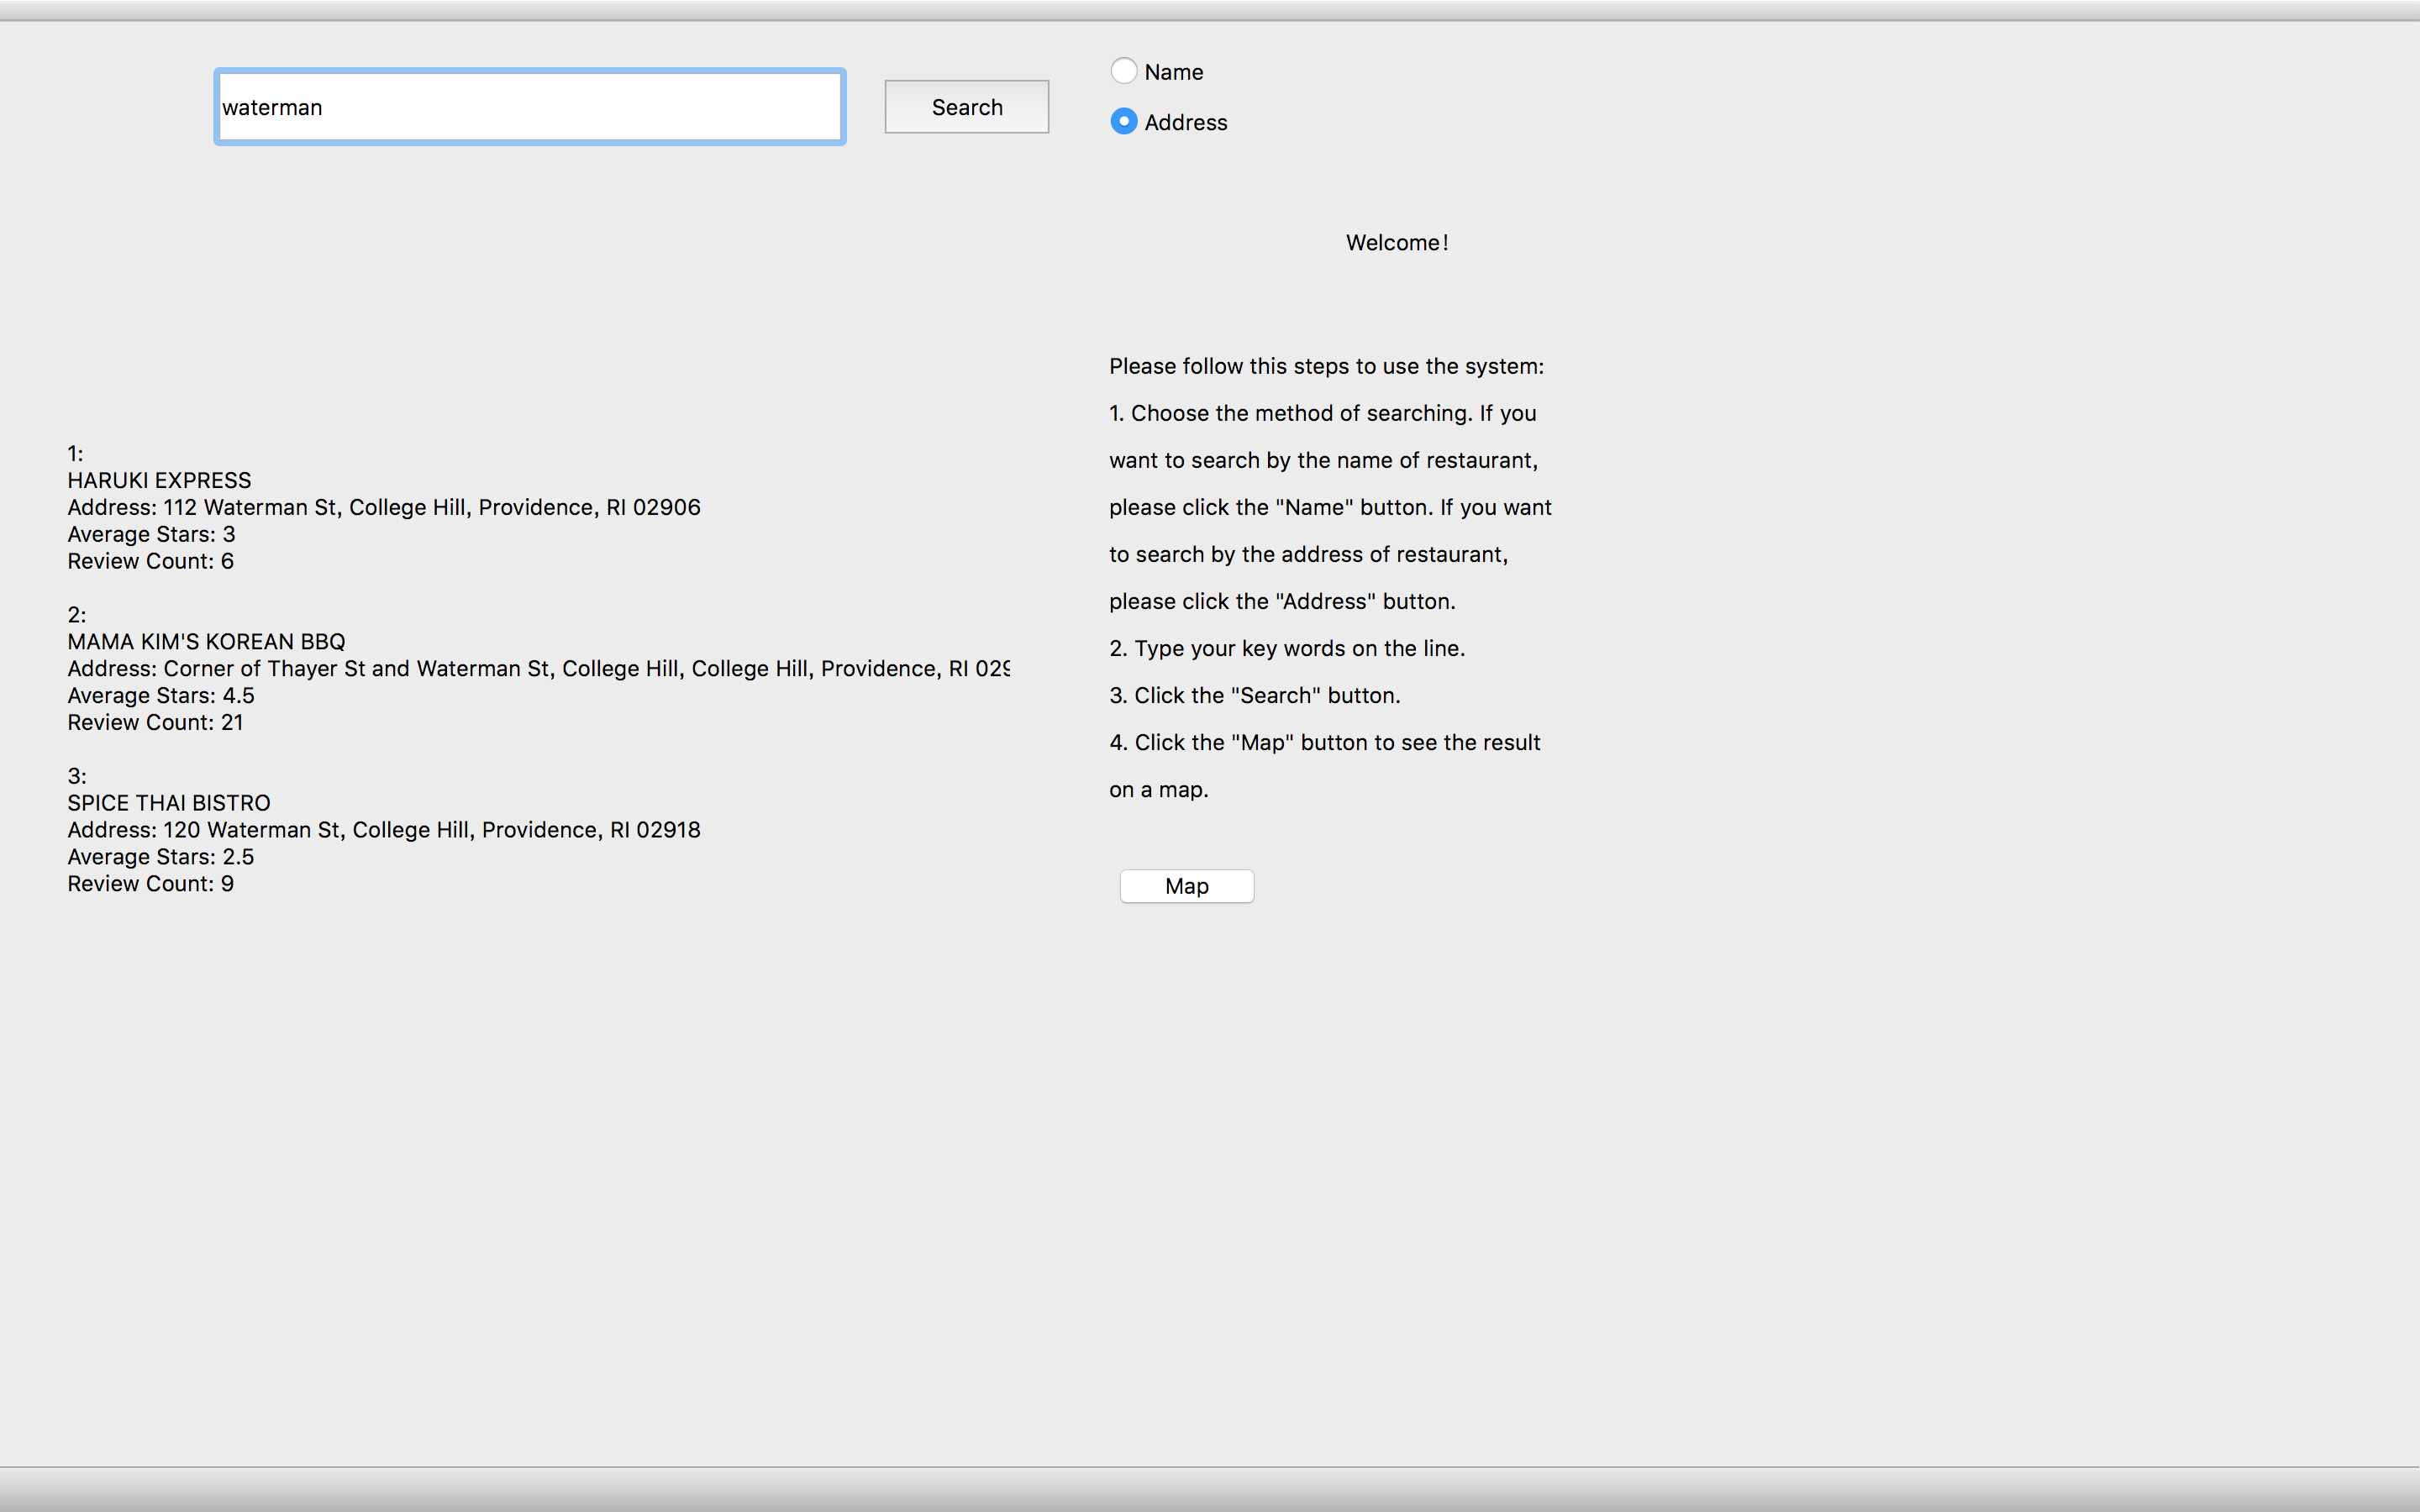 waterman
Search
Name
Address
Welcome!
1:
HARUKI EXPRESS
Address: 112 Waterman St, College Hill, Providence, RI 02906
Average Stars: 3
Review Count: 6
2:
MAMA KIM'S KOREAN BBQ
Address: Corner of Thayer St and Waterman St, College Hill, College Hill, Providence, RI 029
Average Stars: 4.5
Review Count: 21
3:
SPICE THAI BISTRO
Address: 120 Waterman St, College Hill, Providence, RI 02918
Average Stars: 2.5
Review Count: 9
Please follow this steps to use the system:
1. Choose the method of searching. If you
want to search by the name of restaurant,
please click the "Name" button. If you want
to search by the address of restaurant,
please click the "Address" button.
2. Type your key words on the line.
3. Click the "Search" button.
4. Click the "Map" button to see the result
on a map.
Map